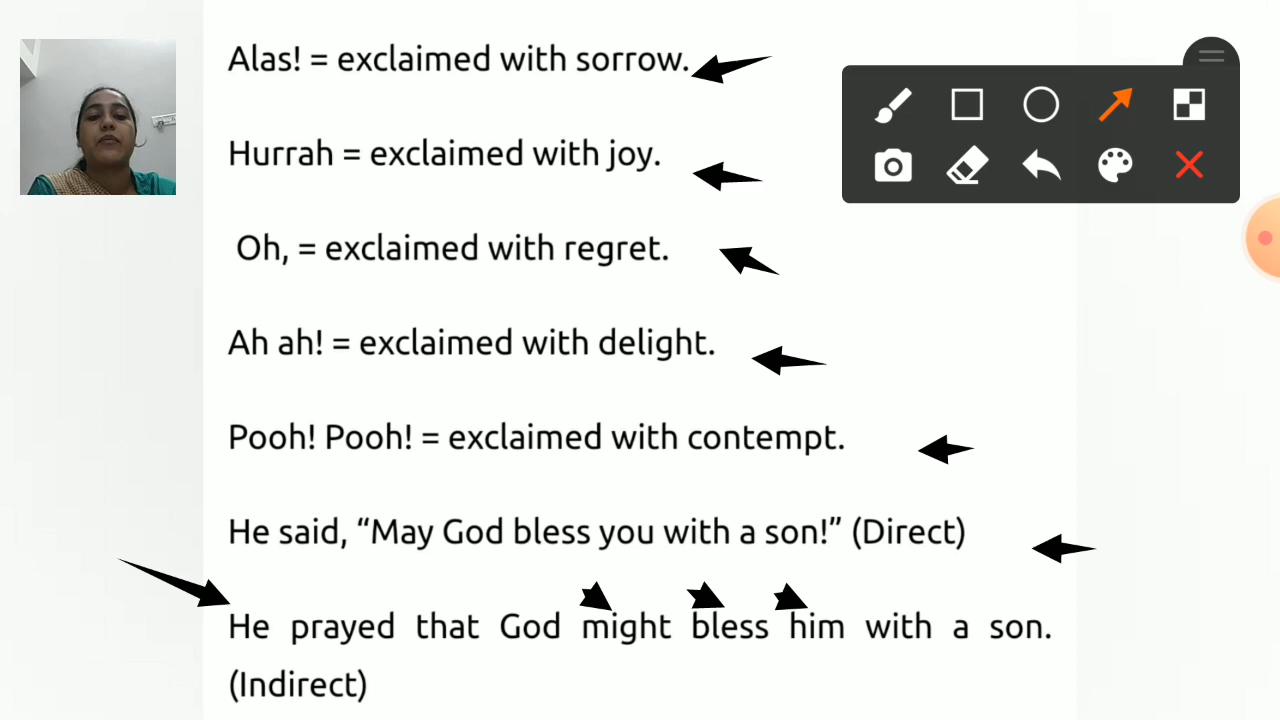 Alas! = exclaimed with sorrow.
Hurrah = exclaimed with joy.
Oh, = exclaimed with regret.
Ah ah! = exclaimed with delight.
Pooh! Pooh! = exclaimed with contempt.
He said, “May God bless you with a son!” (Direct)
He prayed that God might bless him with a son.
(Indirect)